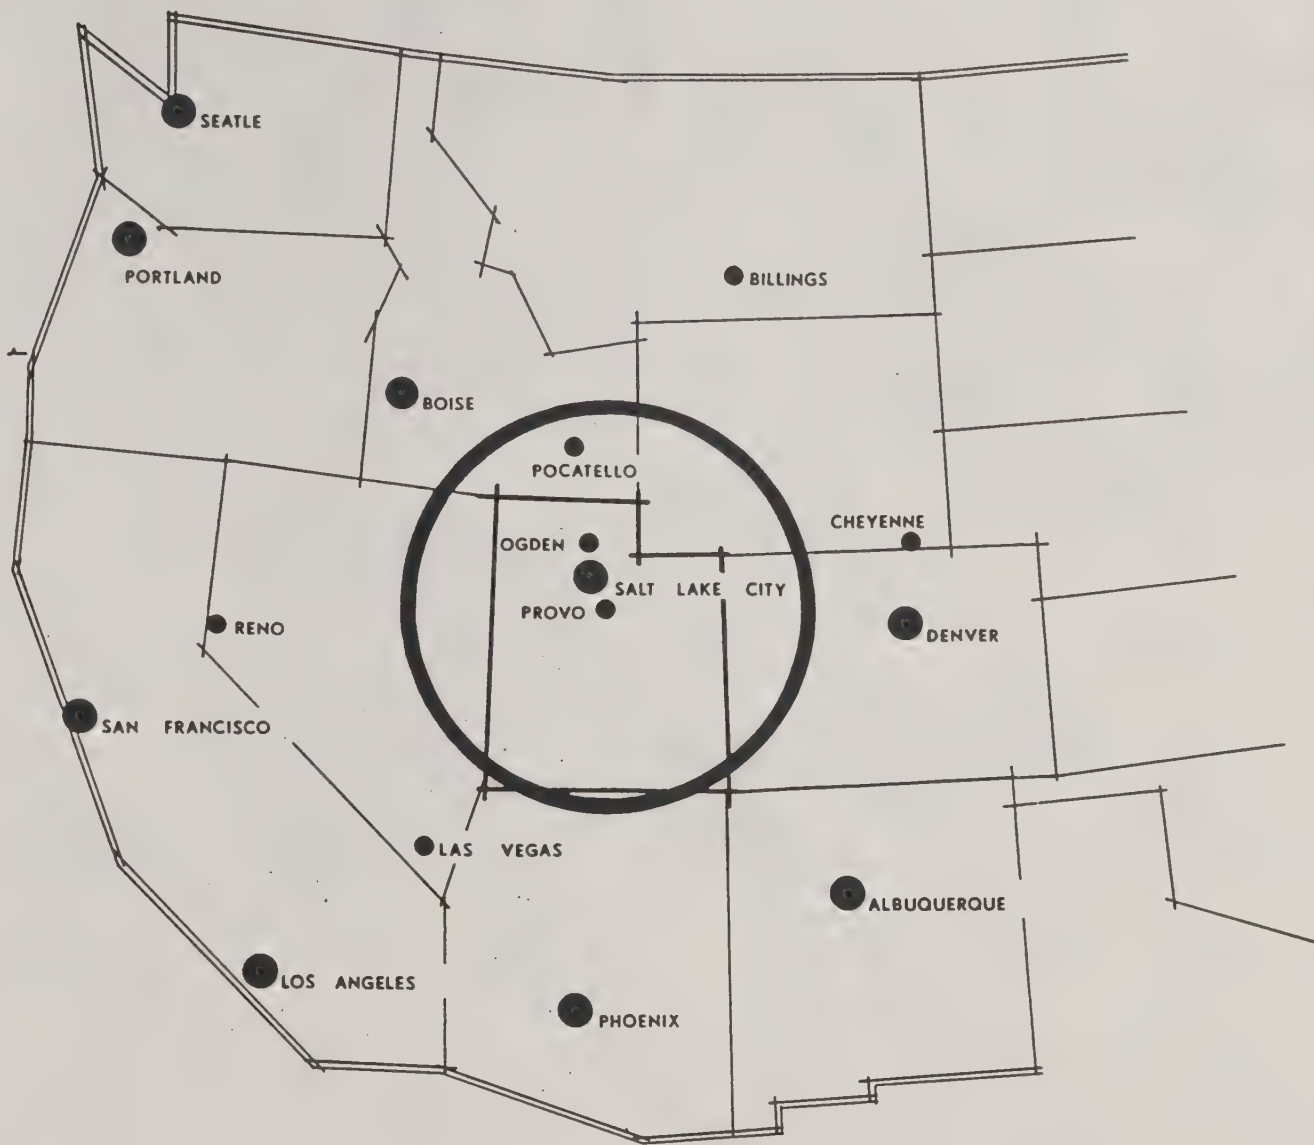 SEATLE
PORTLAND
BILLINGS
BOISE
POCATELLO
CHEYENNE
OGDEN
SALT LAKE CITY
PROVO
RENO
DENVER
SAN FRANCISCO
LAS VEGAS
ALBUQUERQUE
LOS ANGELES
PHOENIX